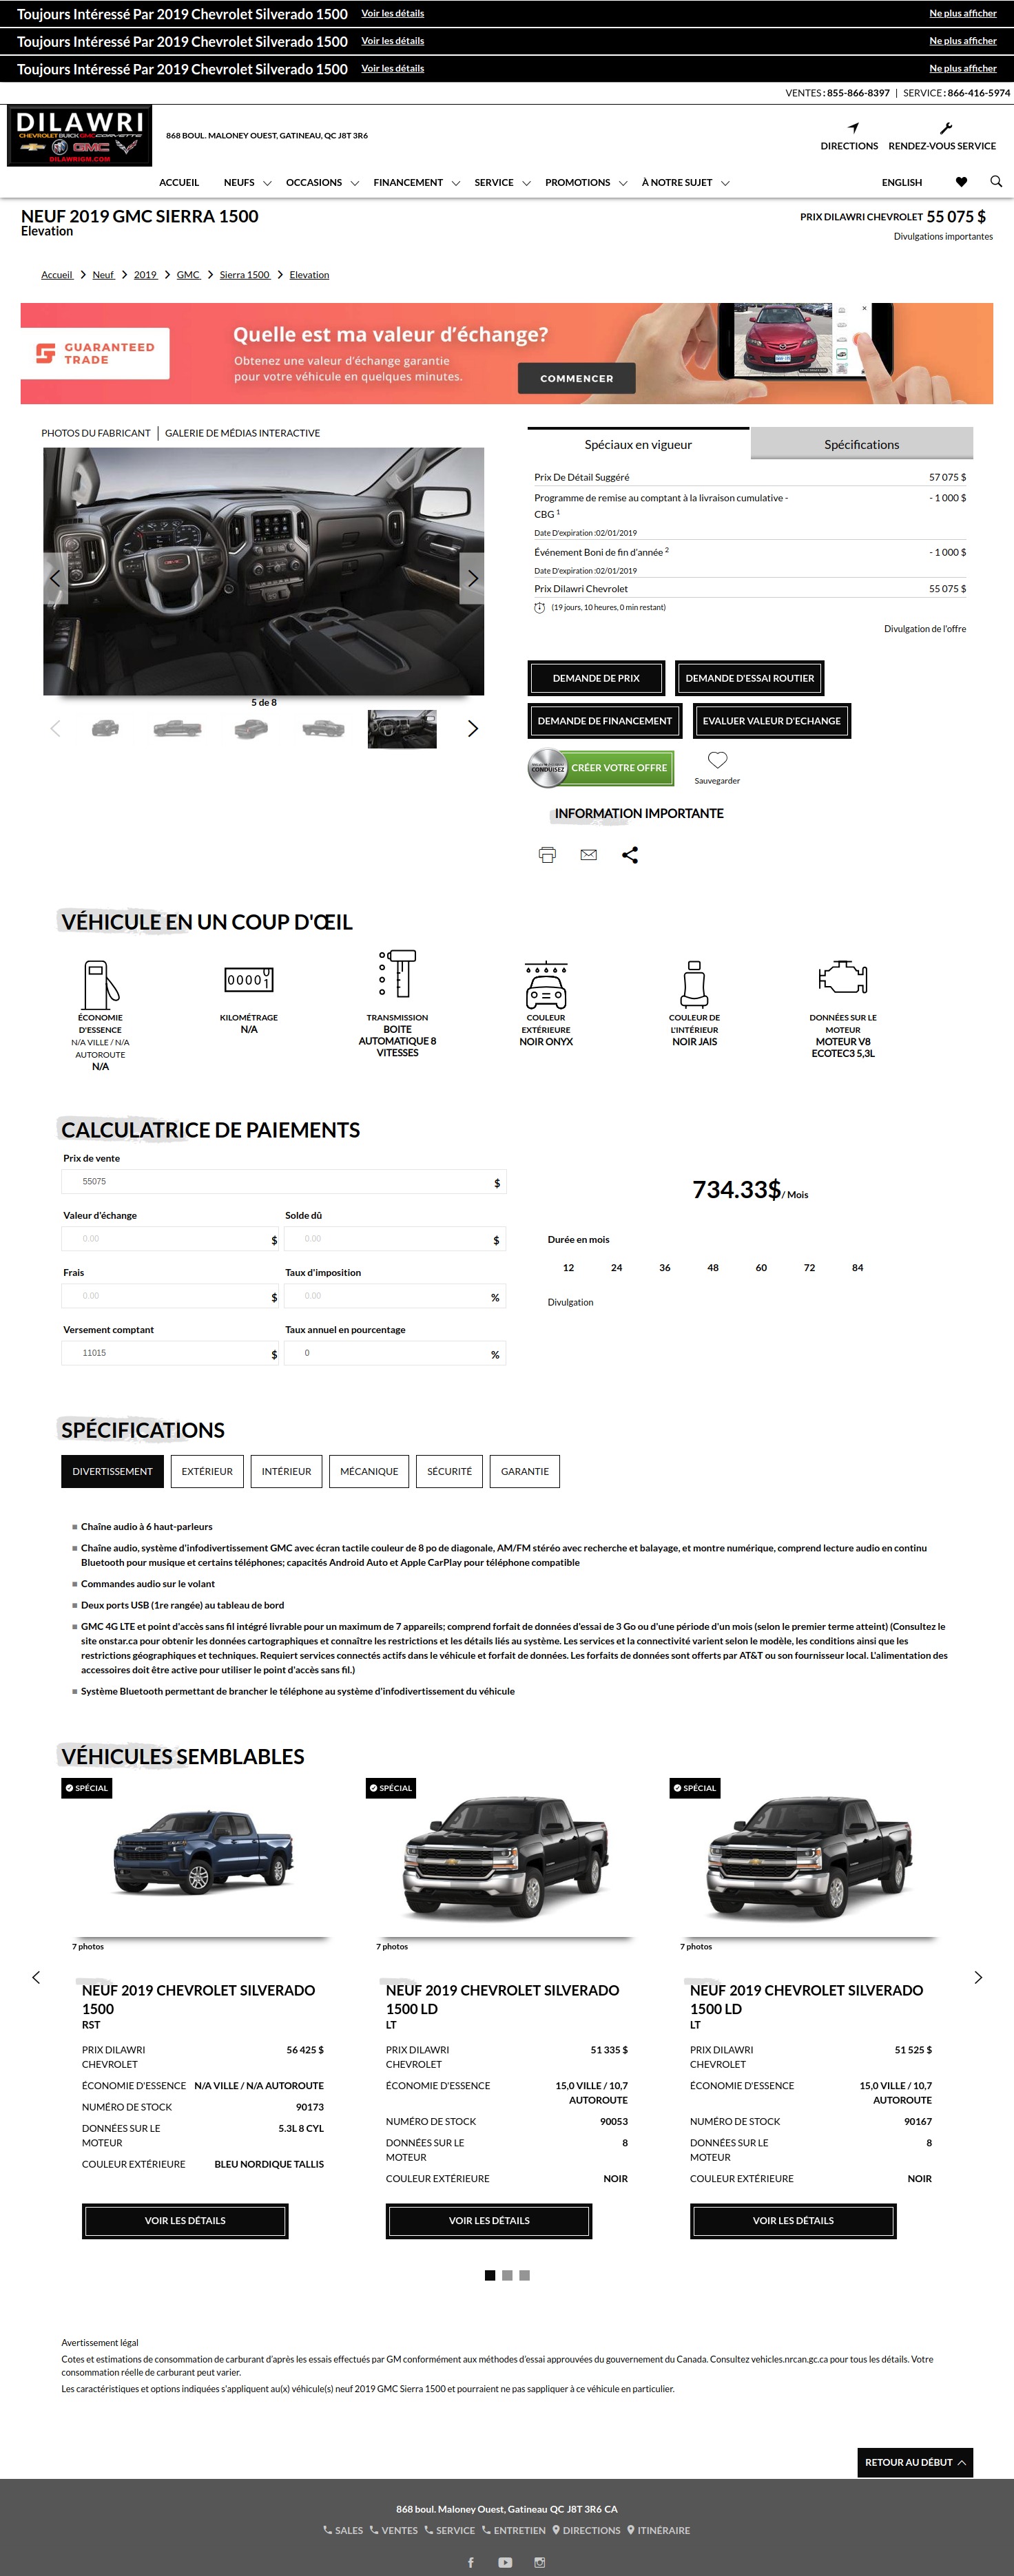 Toujours Intéressé Par 2019 Chevrolet Silverado 1500 Voir les détails Ne plus afficher
Toujours Intéressé Par 2019 Chevrolet Silverado 1500 Voir les détails Ne plus afficher
Toujours Intéressé Par 2019 Chevrolet Silverado 1500 Voir les détails Ne plus afficher
VENTES : 855-866-8397 | SERVICE : 866-416-5974
DILAWRI
CHEVROLET BUICK GMC CORVETTE
GMC
DILAWRIGM.COM
868 BOUL. MALONEY OUEST, GATINEAU, QC J8T 3R6
DIRECTIONS RENDEZ-VOUS SERVICE
ACCUEIL NEUFS OCCASIONS FINANCEMENT SERVICE PROMOTIONS À NOTRE SUJET ENGLISH
NEUF 2019 GMC SIERRA 1500
Elevation
PRIX DILAWRI CHEVROLET 55 075 $
Divulgations importantes
Accueil Neuf 2019 GMC Sierra 1500 Elevation
GUARANTEED
TRADE
Quelle est ma valeur d'échange?
Obtenez une valeur d'échange garantie
pour votre véhicule en quelques minutes.
COMMENCER
PHOTOS DU FABRICANT | GALERIE DE MÉDIAS INTERACTIVE
5 de 8
Spéciaux en vigueur Spécifications
Prix De Détail Suggéré 57 075 $
Programme de remise au comptant à la livraison cumulative - - 1 000 $
CBG 1
Date D'expiration :02/01/2019
Événement Boni de fin d'année 2 - 1 000 $
Date D'expiration :02/01/2019
Prix Dilawri Chevrolet 55 075 $
(19 jours, 10 heures, 0 min restant)
Divulgation de l'offre
DEMANDE DE PRIX DEMANDE D'ESSAI ROUTIER
DEMANDE DE FINANCEMENT EVALUER VALEUR D'ECHANGE
CONDUISEZ CRÉER VOTRE OFFRE
Sauvegarder
INFORMATION IMPORTANTE
VÉHICULE EN UN COUP D'ŒIL
ÉCONOMIE
D'ESSENCE
N/A VILLE / N/A
AUTOROUTE
N/A
00001
KILOMÉTRAGE
N/A
TRANSMISSION
BOITE
AUTOMATIQUE 8
VITESSES
COULEUR
EXTÉRIEURE
NOIR ONYX
COULEUR DE
L'INTÉRIEUR
NOIR JAIS
DONNÉES SUR LE
MOTEUR
MOTEUR V8
ECOTEC3 5,3L
CALCULATRICE DE PAIEMENTS
Prix de vente
55075 $
Valeur d'échange Solde dû
0.00 $ 0.00 $
Frais Taux d'imposition
0.00 $ 0.00 %
Versement comptant Taux annuel en pourcentage
11015 $ 0 %
734.33$/ Mois
Durée en mois
12 24 36 48 60 72 84
Divulgation
SPÉCIFICATIONS
DIVERTISSEMENT EXTÉRIEUR INTÉRIEUR MÉCANIQUE SÉCURITÉ GARANTIE
Chaîne audio à 6 haut-parleurs
Chaîne audio, système d'infodivertissement GMC avec écran tactile couleur de 8 po de diagonale, AM/FM stéréo avec recherche et balayage, et montre numérique, comprend lecture audio en continu
Bluetooth pour musique et certains téléphones; capacités Android Auto et Apple CarPlay pour téléphone compatible
Commandes audio sur le volant
Deux ports USB (1re rangée) au tableau de bord
GMC 4G LTE et point d'accès sans fil intégré livrable pour un maximum de 7 appareils; comprend forfait de données d'essai de 3 Go ou d'une période d'un mois (selon le premier terme atteint) (Consultez le
site onstar.ca pour obtenir les données cartographiques et connaître les restrictions et les détails liés au système. Les services et la connectivité varient selon le modèle, les conditions ainsi que les
restrictions géographiques et techniques. Requiert services connectés actifs dans le véhicule et forfait de données. Les forfaits de données sont offerts par AT&T ou son fournisseur local. L'alimentation des
accessoires doit être active pour utiliser le point d'accès sans fil.)
Système Bluetooth permettant de brancher le téléphone au système d'infodivertissement du véhicule
VÉHICULES SEMBLABLES
SPÉCIAL
7 photos
NEUF 2019 CHEVROLET SILVERADO
1500
RST
PRIX DILAWRI 56 425 $
CHEVROLET
ÉCONOMIE D'ESSENCE N/A VILLE / N/A AUTOROUTE
NUMÉRO DE STOCK 90173
DONNÉES SUR LE 5.3L 8 CYL
MOTEUR
COULEUR EXTÉRIEURE BLEU NORDIQUE TALLIS
VOIR LES DÉTAILS
SPÉCIAL
7 photos
NEUF 2019 CHEVROLET SILVERADO
1500 LD
LT
PRIX DILAWRI 51 335 $
CHEVROLET
ÉCONOMIE D'ESSENCE 15,0 VILLE / 10,7
AUTOROUTE
NUMÉRO DE STOCK 90053
DONNÉES SUR LE 8
MOTEUR
COULEUR EXTÉRIEURE NOIR
VOIR LES DÉTAILS
SPÉCIAL
7 photos
NEUF 2019 CHEVROLET SILVERADO
1500 LD
LT
PRIX DILAWRI 51 525 $
CHEVROLET
ÉCONOMIE D'ESSENCE 15,0 VILLE / 10,7
AUTOROUTE
NUMÉRO DE STOCK 90167
DONNÉES SUR LE 8
MOTEUR
COULEUR EXTÉRIEURE NOIR
VOIR LES DÉTAILS
Avertissement légal
Cotes et estimations de consommation de carburant d'après les essais effectués par GM conformément aux méthodes d'essai approuvées du gouvernement du Canada. Consultez vehicles.nrcan.gc.ca pour tous les détails. Votre
consommation réelle de carburant peut varier.
Les caractéristiques et options indiquées s'appliquent au(x) véhicule(s) neuf 2019 GMC Sierra 1500 et pourraient ne pas sappliquer à ce véhicule en particulier.
RETOUR AU DÉBUT
868 boul. Maloney Ouest, Gatineau QC J8T 3R6 CA
SALES VENTES SERVICE ENTRETIEN DIRECTIONS ITINÉRAIRE